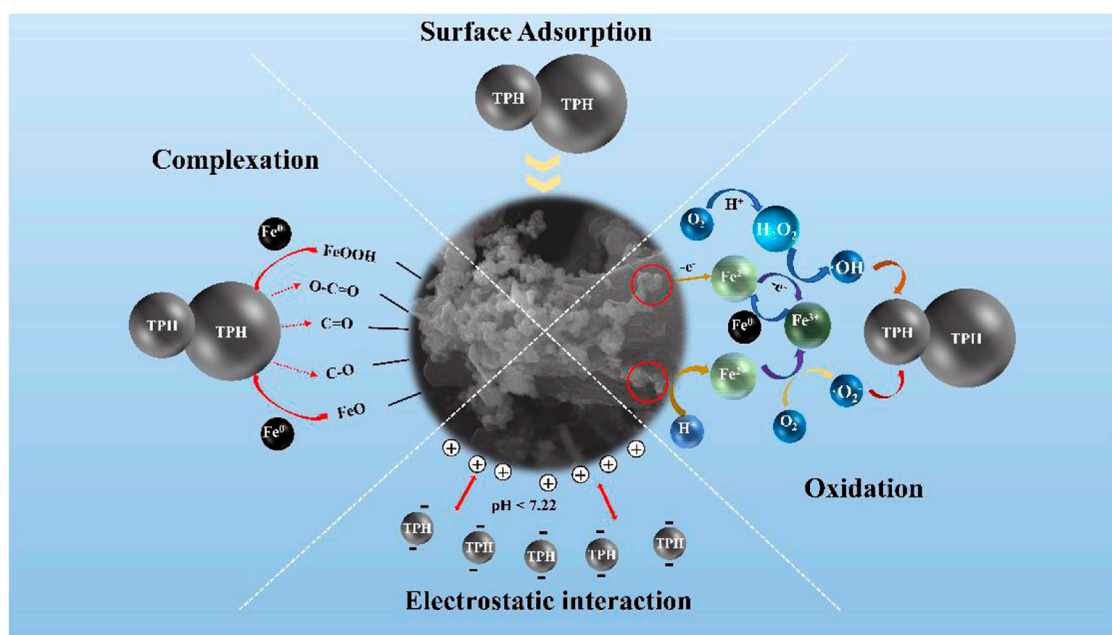 Surface Adsorption
TPH
TPH
Complexation
Fe⁰
FeOOH
O-C=O
C=O
C-O
FeO
Fe⁰
TPH
TPH
O₂
H⁺
H₂O₂
·OH
-e⁻
Fe²⁺
-e⁻
Fe⁰
Fe³⁺
TPH
TPH
Fe²⁺
H⁺
O₂
·O₂⁻
Oxidation
+ + + + + + +
pH < 7.22
- - - - -
TPH TPH TPH TPH TPH
- - - - -
Electrostatic interaction